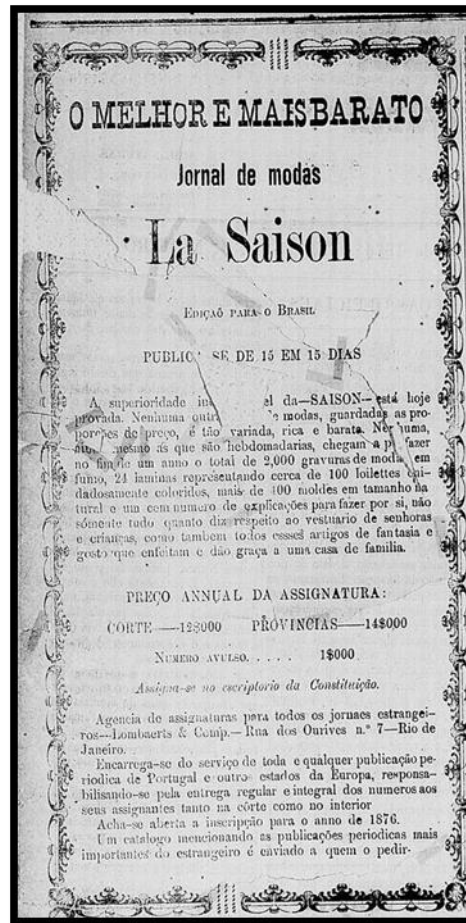 O MELHOR E MAIS BARATO
Jornal de modas
La Saison
EDIÇAÕ PARA O BRASIL
SE DE 15 EM 15 DIAS
A superioridade da—SAISON— está hoje
provada. Nenhuma modas, guardadas as pro-
porções de preço, é tão variada, rica e barata.
mesmo ás que são hebdomadarias, chegam a fazer
no fim de um anno o total de 2,000 gravuras de moda em
fumo, 24 laminas representando cerca de 100 loilettes
dadosamente coloridos, mais de 400 moldes em tamanho na
tural e um cem numero de explicações para fazer por si, não
sómente tudo quanto diz respeito ao vestuario de senhoras
e crianças, como tambem todos essses artigos de fantasia e
gosto que enfeitam e dão graça a uma casa de familia.
PREÇO ANNUAL DA ASSIGNATURA:
CORTE —–12$000 PROVINCIAS—–14$000
NUMERO AVULSO. . . . . 1$000
Assigna-se no escriptorio da Constituição.
Agencia de assignaturas para todos os jornaes estrangei-
ros—Lombaerts & Comp.— Rua dos Ourives n.º 7—Rio de
Janeiro.
Encarrega-se do serviço de toda e qualquer publicação pe-
riodica de Portugal e outro estados da Europa, responsa-
bilisando-se pela entrega regular e integral dos numeros aos
seus assignantes tanto na côrte como no interior
Acha-se aberta a inscripção para o anno de 1876.
Um catalogo mencionando as publicações periodicas mais
importantes do estrangeiro é enviado a quem o pedir-